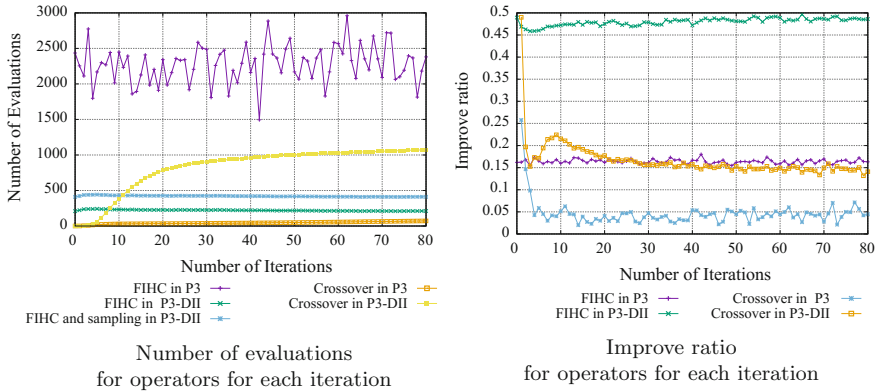 3000
2500
2000
1500
1000
500
0
Number of Evaluations
0 10 20 30 40 50 60 70 80
Number of Iterations
FIHC in P3
FIHC in P3-DII
FIHC and sampling in P3-DII
Crossover in P3
Crossover in P3-DII
Number of evaluations
for operators for each iteration
0.5
0.45
0.4
0.35
0.3
0.25
0.2
0.15
0.1
0.05
0
Improve ratio
0 10 20 30 40 50 60 70 80
Number of Iterations
FIHC in P3
FIHC in P3-DII
Crossover in P3
Crossover in P3-DII
Improve ratio
for operators for each iteration